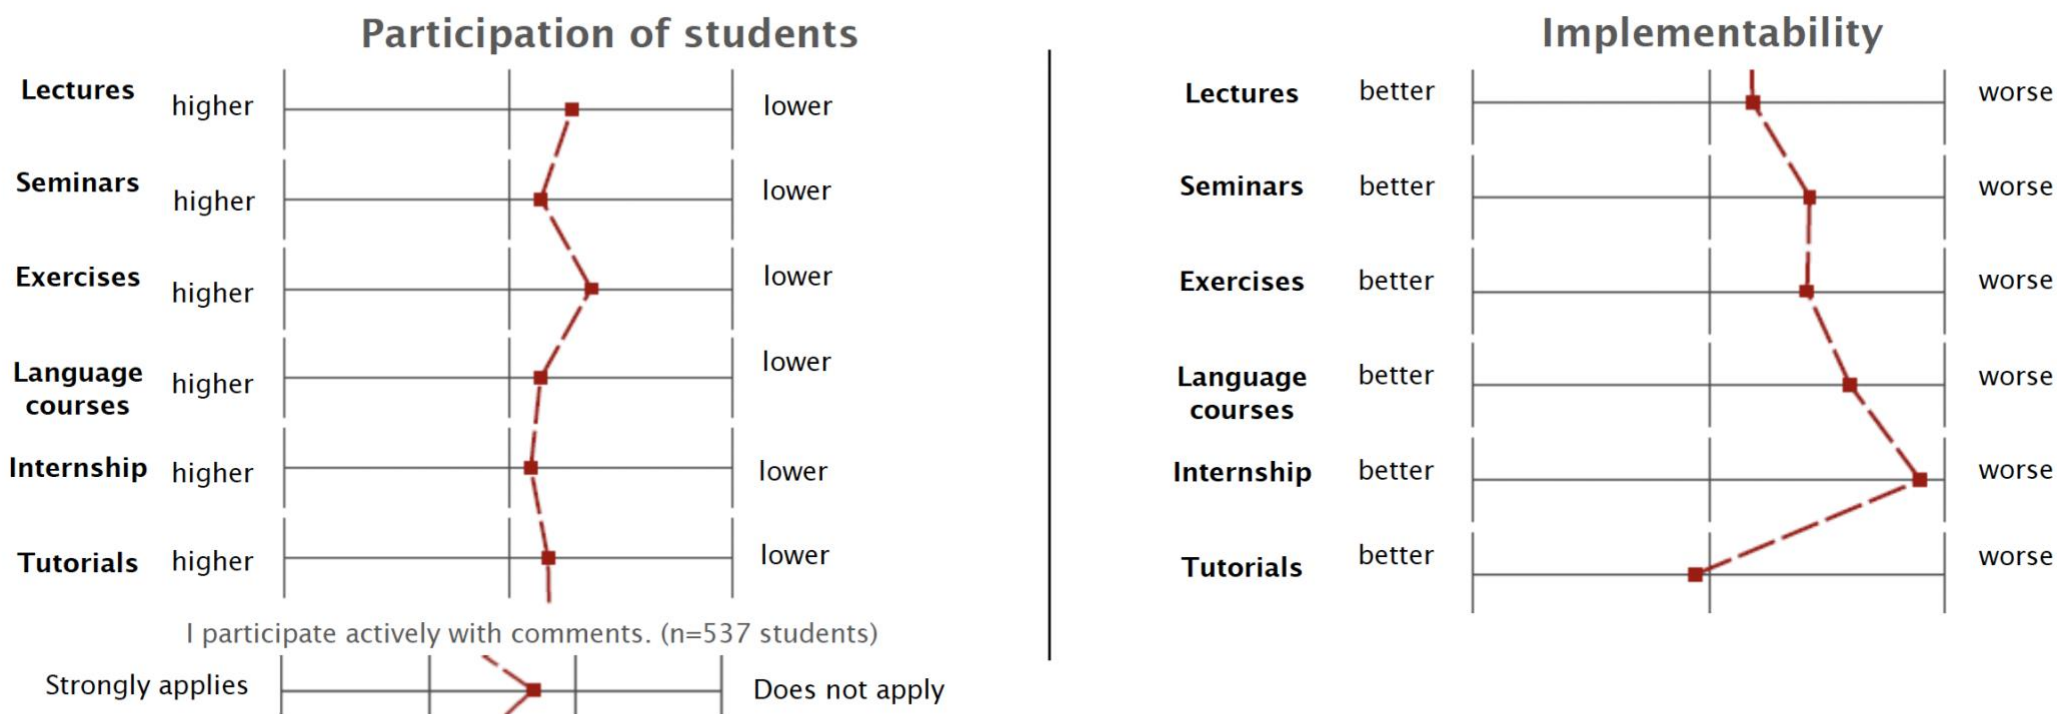 Participation of students
Lectures higher lower
Seminars higher lower
Exercises higher lower
Language
courses higher lower
Internship higher lower
Tutorials higher lower
I participate actively with comments. (n=537 students)
Strongly applies Does not apply
Implementability
Lectures better worse
Seminars better worse
Exercises better worse
Language
courses better worse
Internship better worse
Tutorials better worse